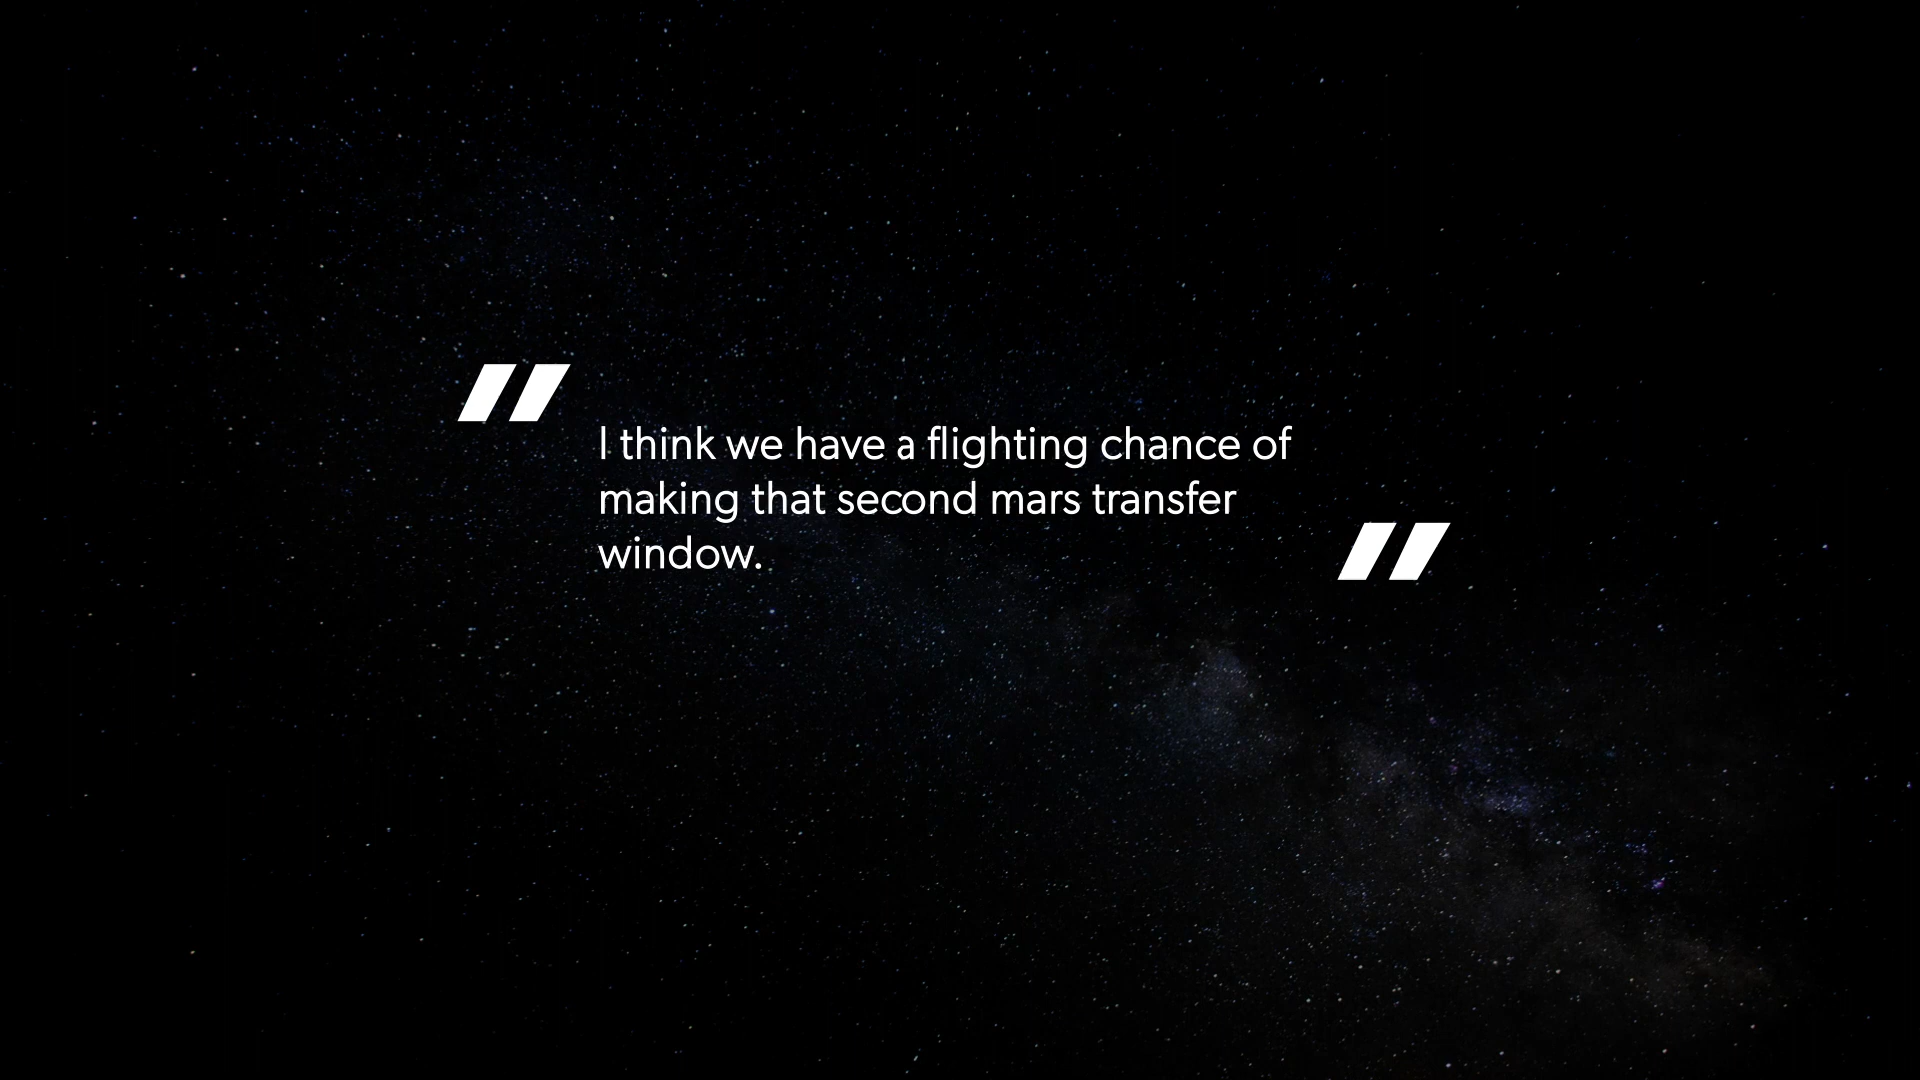 " I think we have a flighting chance of
making that second mars transfer
window. "